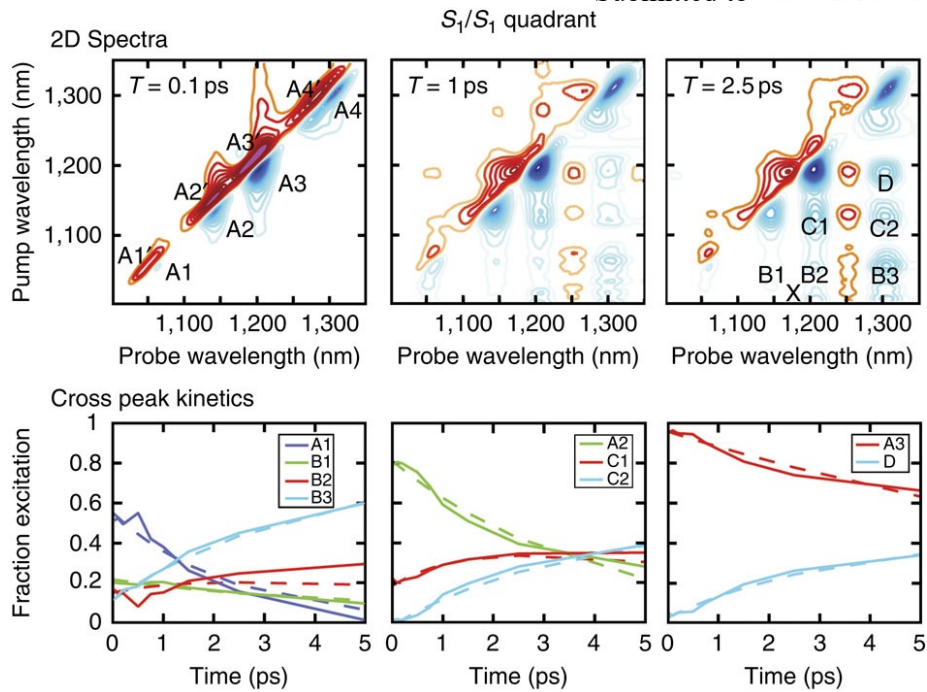 S₁/S₁ quadrant
2D Spectra
T = 0.1 ps
T = 1 ps
T = 2.5 ps
A4′
A4
A3′
A3
A2′
A2
A1′
A1
D
C1
C2
B1
B2
B3
X
Pump wavelength (nm)
1,300
1,200
1,100
1,100 1,200 1,300
1,100 1,200 1,300
1,100 1,200 1,300
Probe wavelength (nm)
Probe wavelength (nm)
Probe wavelength (nm)
Cross peak kinetics
Fraction excitation
1
0.8
0.6
0.4
0.2
0
A1
B1
B2
B3
A2
C1
C2
A3
D
0 1 2 3 4 5
0 1 2 3 4 5
0 1 2 3 4 5
Time (ps)
Time (ps)
Time (ps)